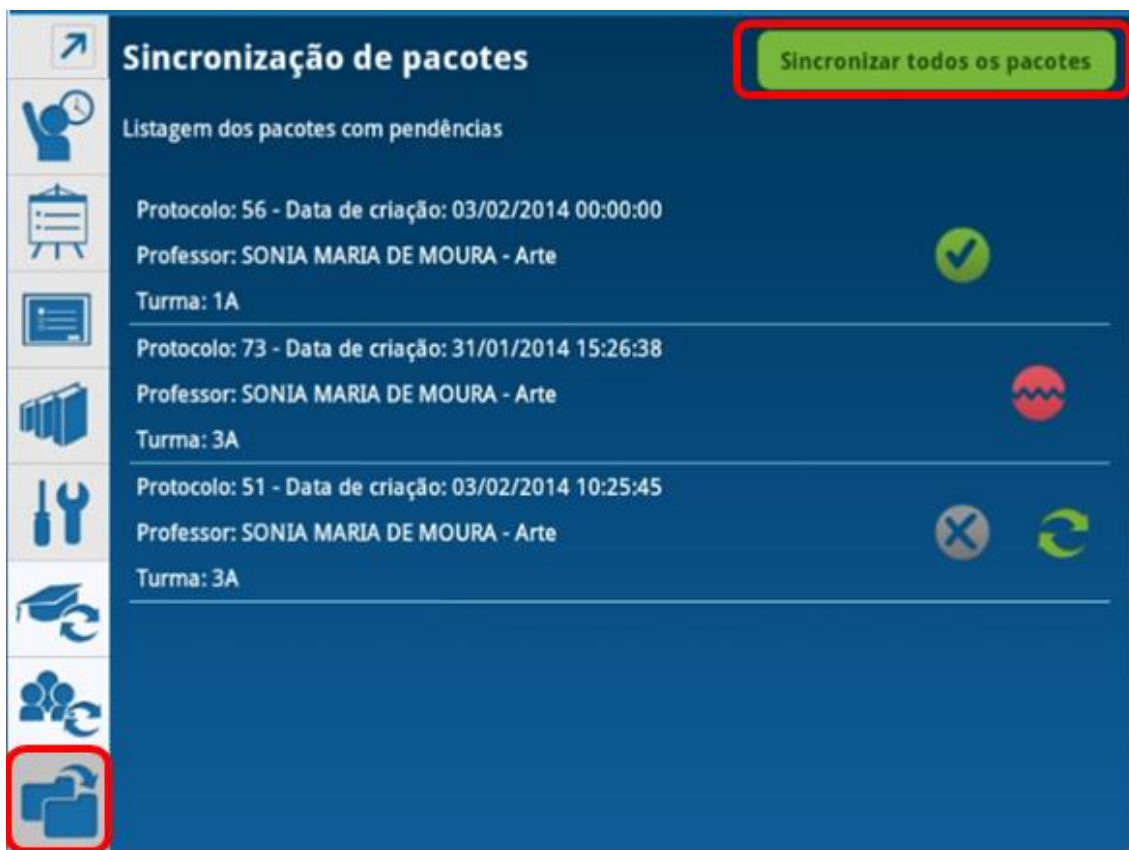 Sincronização de pacotes
Sincronizar todos os pacotes
Listagem dos pacotes com pendências
Protocolo: 56 - Data de criação: 03/02/2014 00:00:00
Professor: SONIA MARIA DE MOURA - Arte
Turma: 1A
Protocolo: 73 - Data de criação: 31/01/2014 15:26:38
Professor: SONIA MARIA DE MOURA - Arte
Turma: 3A
Protocolo: 51 - Data de criação: 03/02/2014 10:25:45
Professor: SONIA MARIA DE MOURA - Arte
Turma: 3A